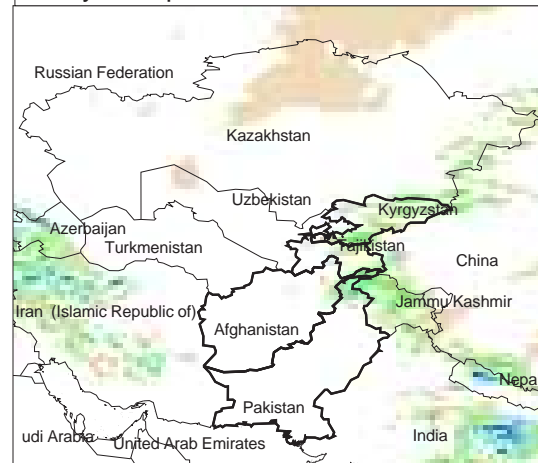 Russian Federation
Kazakhstan
Uzbekistan
Kyrgyzstan
Azerbaijan
Turkmenistan
Tajikistan
China
Jammu Kashmir
Iran (Islamic Republic of)
Afghanistan
Nepa
Pakistan
udi Arabia
United Arab Emirates
India